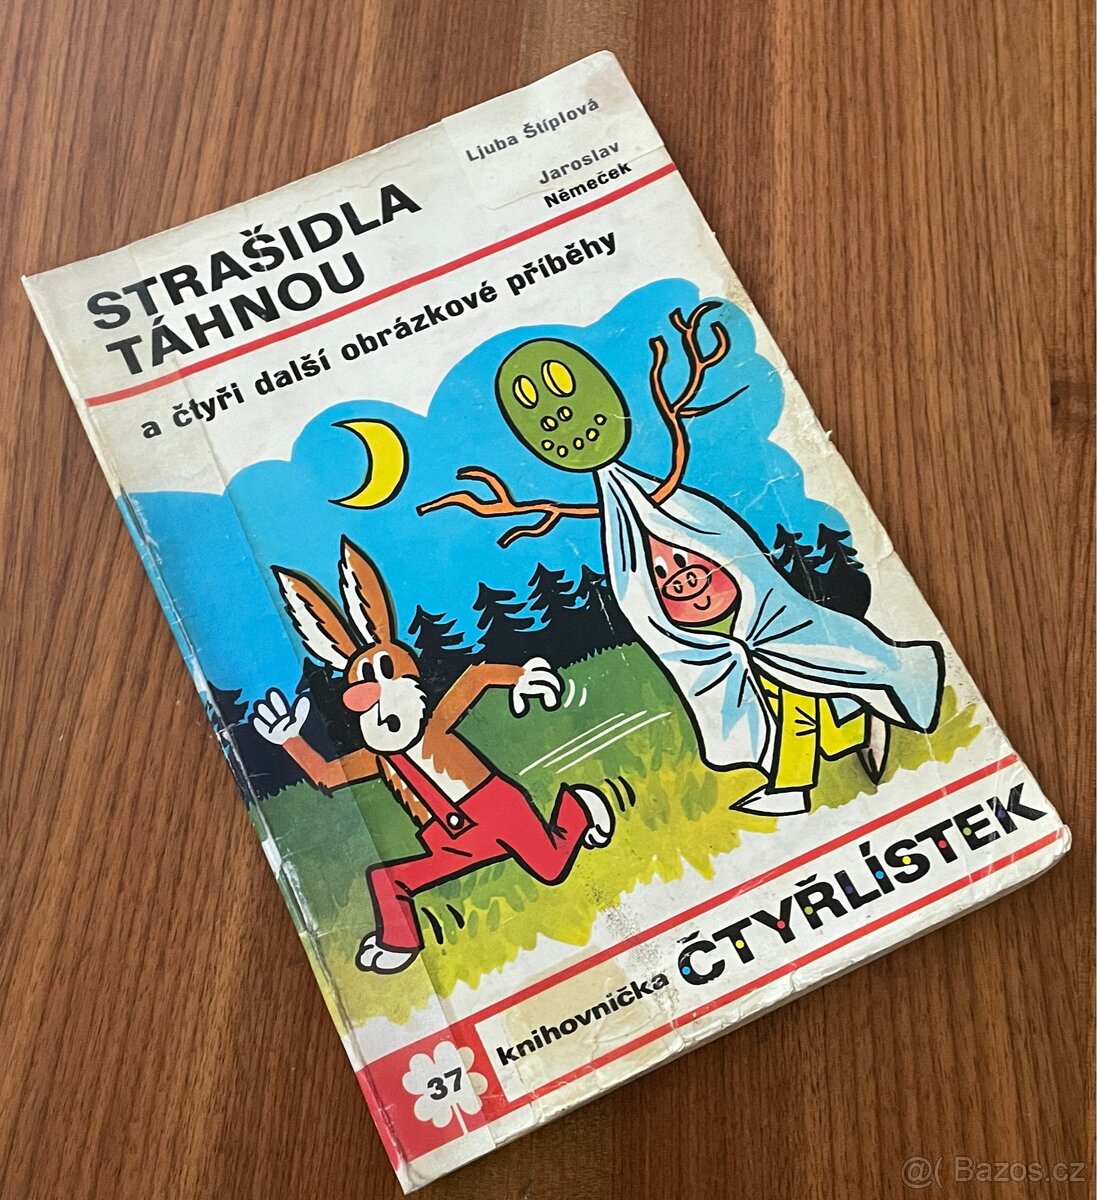 Ljuba Štíplová
Jaroslav
Němeček
STRAŠIDLA
TÁHNOU
a čtyři další obrázkové příběhy
knihovnička ČTYŘLÍSTEK
37
@( Bazos.cz